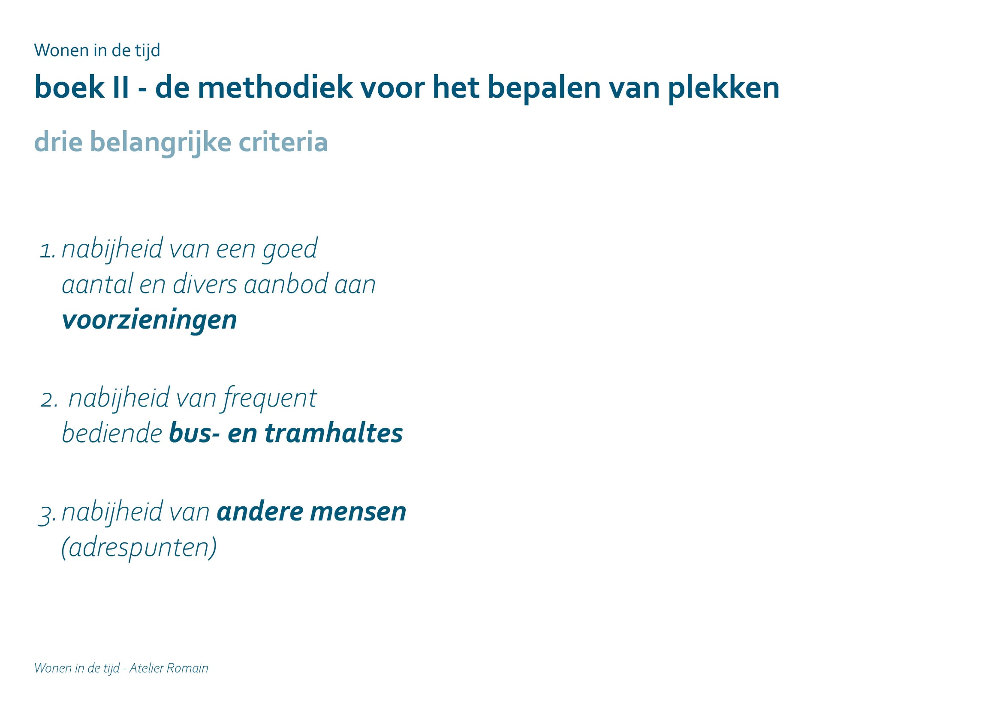 Wonen in de tijd
boek II - de methodiek voor het bepalen van plekken
drie belangrijke criteria
1. nabijheid van een goed
aantal en divers aanbod aan
voorzieningen
2. nabijheid van frequent
bediende bus- en tramhaltes
3. nabijheid van andere mensen
(adrespunten)
Wonen in de tijd - Atelier Romain